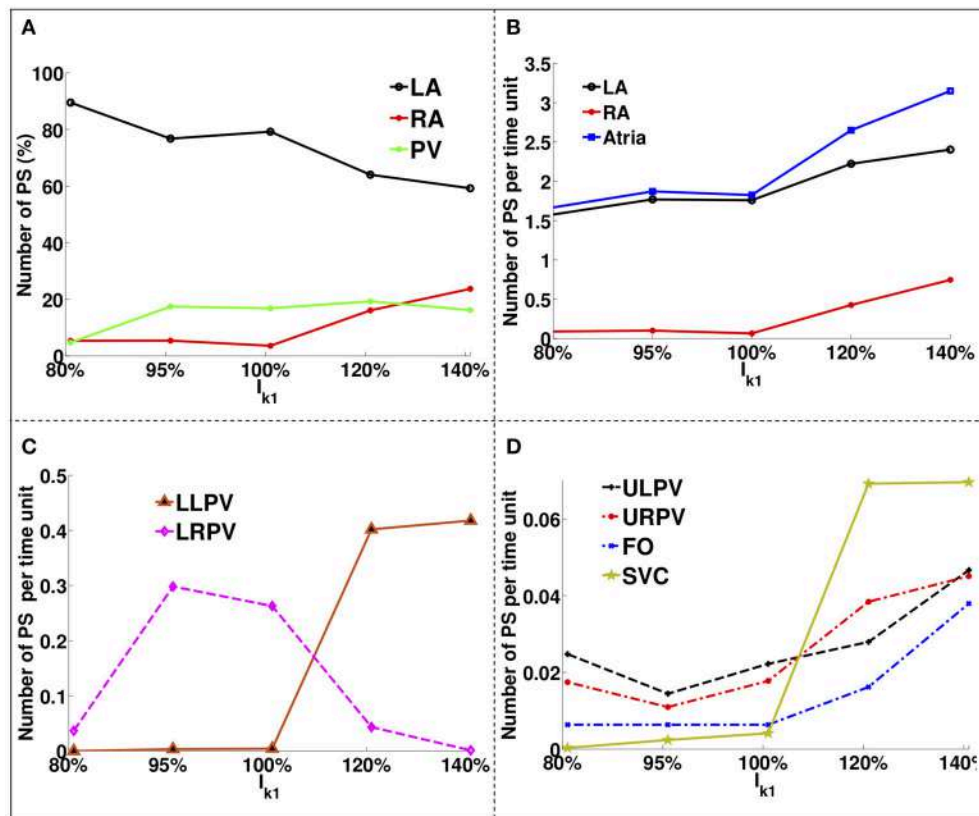 A
Number of PS (%)
100
80
60
40
20
0
LA
RA
PV
80% 95% 100% 120% 140%
I_k1
B
Number of PS per time unit
3.5
3
2.5
2
1.5
1
0.5
0
LA
RA
Atria
80% 95% 100% 120% 140%
I_k1
C
Number of PS per time unit
0.5
0.4
0.3
0.2
0.1
0
LLPV
LRPV
80% 95% 100% 120% 140%
I_k1
D
Number of PS per time unit
0.06
0.04
0.02
0
ULPV
URPV
FO
SVC
80% 95% 100% 120% 140%
I_k1